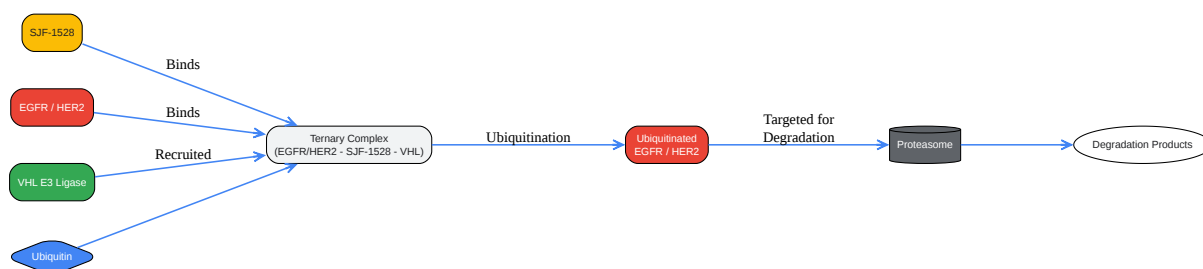 SJF-1528
Binds
EGFR / HER2
Binds
Recruited
VHL E3 Ligase
Ubiquitin
Ternary Complex
(EGFR/HER2 - SJF-1528 - VHL)
Ubiquitination
Ubiquitinated
EGFR / HER2
Targeted for
Degradation
Proteasome
Degradation Products